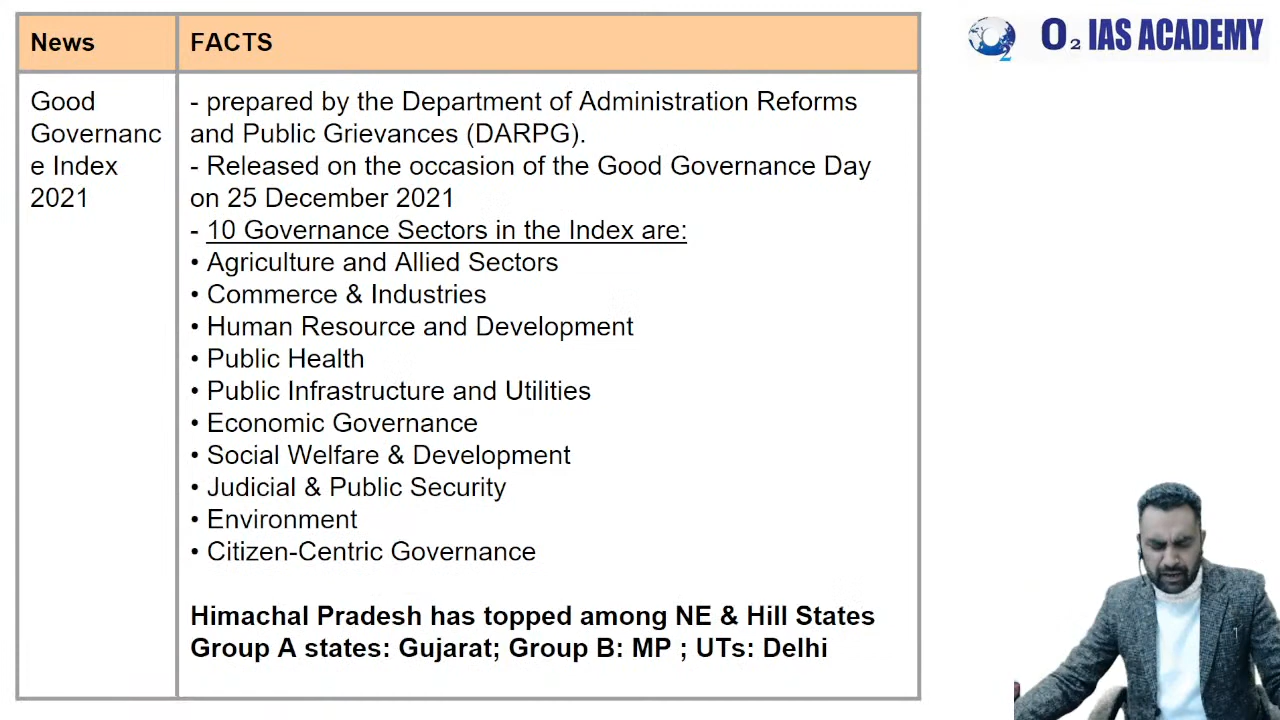 News
FACTS
O2 IAS ACADEMY
Good
Governanc
e Index
2021
- prepared by the Department of Administration Reforms
and Public Grievances (DARPG).
- Released on the occasion of the Good Governance Day
on 25 December 2021
- 10 Governance Sectors in the Index are:
• Agriculture and Allied Sectors
• Commerce & Industries
• Human Resource and Development
• Public Health
• Public Infrastructure and Utilities
• Economic Governance
• Social Welfare & Development
• Judicial & Public Security
• Environment
• Citizen-Centric Governance
Himachal Pradesh has topped among NE & Hill States
Group A states: Gujarat; Group B: MP ; UTs: Delhi